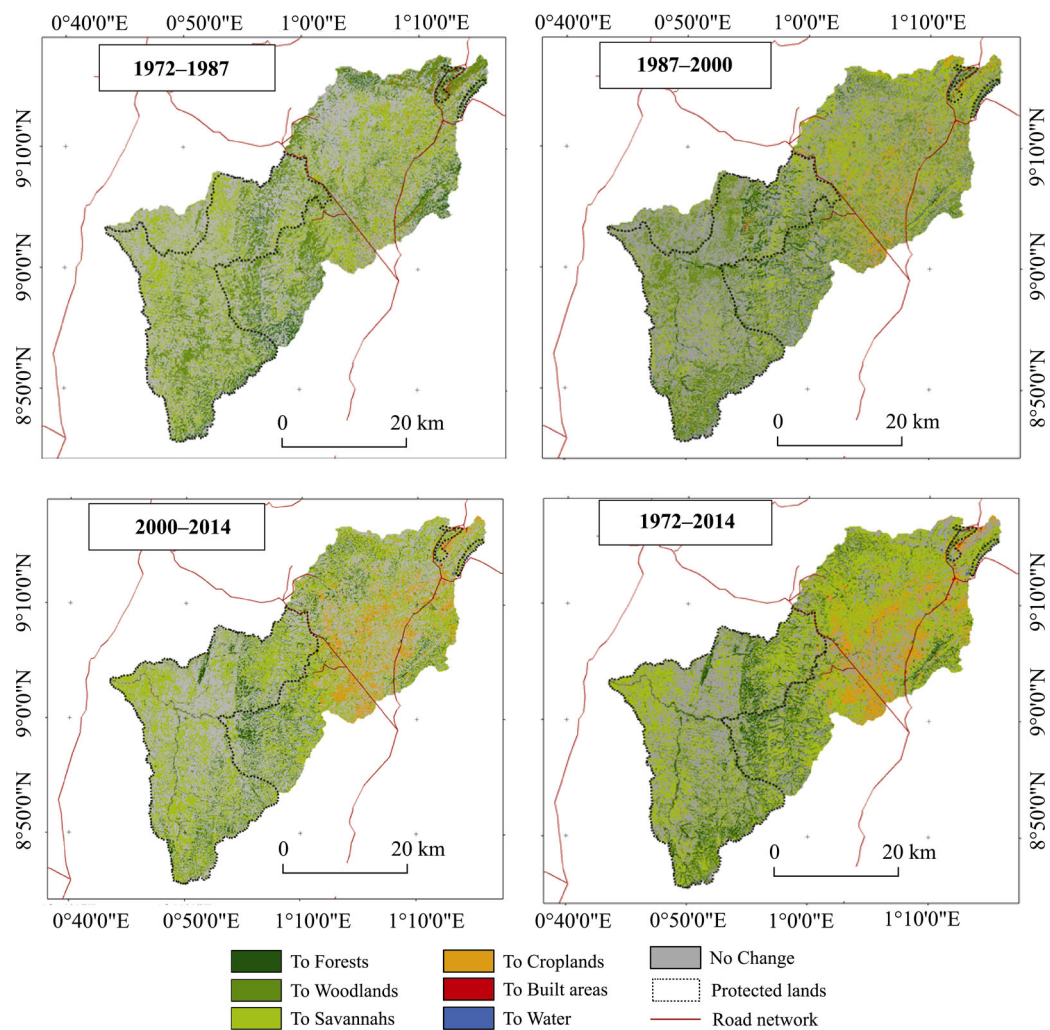 0°40'0"E 0°50'0"E 1°0'0"E 1°10'0"E 0°40'0"E 0°50'0"E 1°0'0"E 1°10'0"E
1972–1987
1987–2000
9°10'0"N
9°0'0"N
8°50'0"N
9°10'0"N
9°0'0"N
8°50'0"N
0 20 km
0 20 km
2000–2014
1972–2014
9°10'0"N
9°0'0"N
8°50'0"N
9°10'0"N
9°0'0"N
8°50'0"N
0 20 km
0 20 km
0°40'0"E 0°50'0"E 1°10'0"E 1°10'0"E 0°40'0"E 0°50'0"E 1°0'0"E 1°10'0"E
To Forests To Croplands No Change
To Woodlands To Built areas Protected lands
To Savannahs To Water Road network